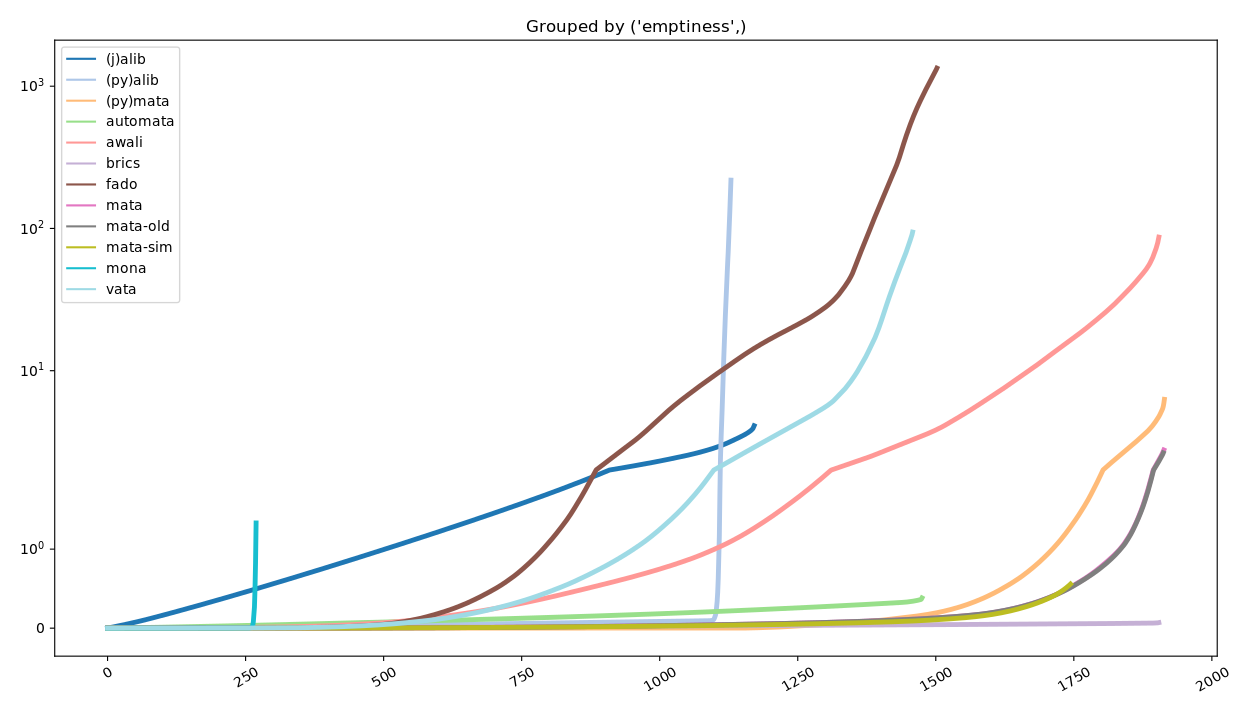 Grouped by ('emptiness',)
10³
10²
10¹
10⁰
0
(j)alib
(py)alib
(py)mata
automata
awali
brics
fado
mata
mata-old
mata-sim
mona
vata
0
250
500
750
1000
1250
1500
1750
2000